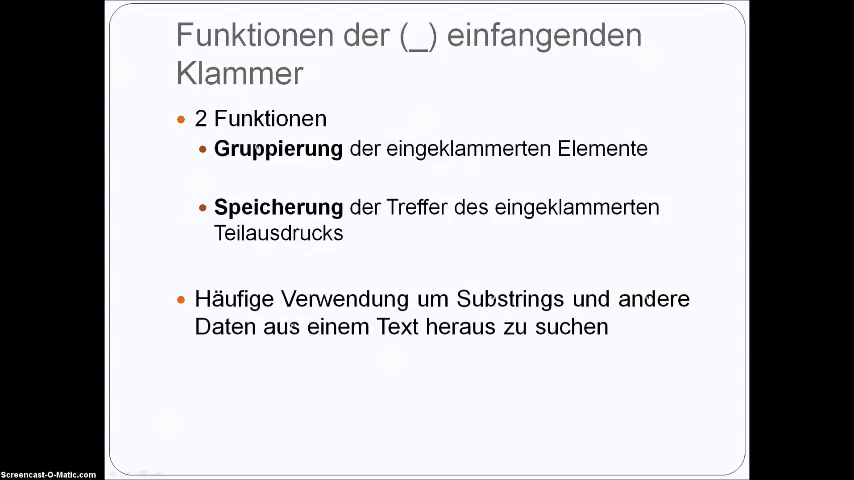 Funktionen der (_) einfangenden
Klammer
2 Funktionen
Gruppierung der eingeklammerten Elemente
Speicherung der Treffer des eingeklammerten
Teilausdrucks
Häufige Verwendung um Substrings und andere
Daten aus einem Text heraus zu suchen
Screencast-O-Matic.com